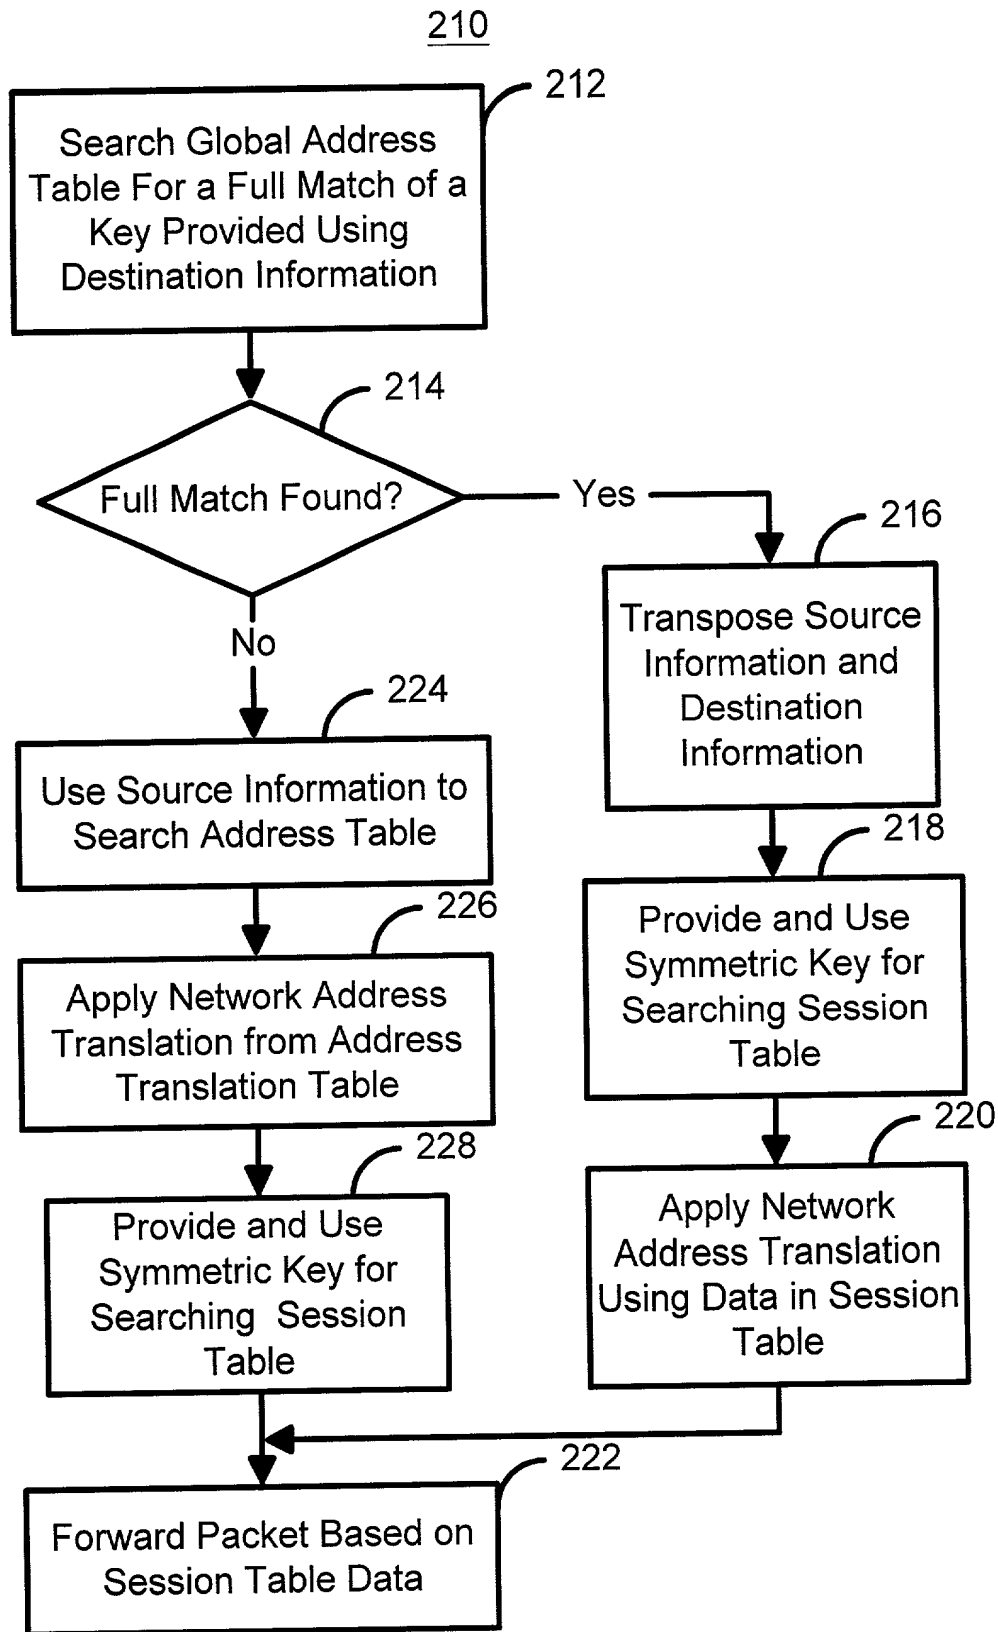 210
212
Search Global Address
Table For a Full Match of a
Key Provided Using
Destination Information
214
Full Match Found?
Yes
No
216
Transpose Source
Information and
Destination
Information
224
Use Source Information to
Search Address Table
218
Provide and Use
Symmetric Key for
Searching Session
Table
226
Apply Network Address
Translation from Address
Translation Table
220
Apply Network
Address Translation
Using Data in Session
Table
228
Provide and Use
Symmetric Key for
Searching Session
Table
222
Forward Packet Based on
Session Table Data